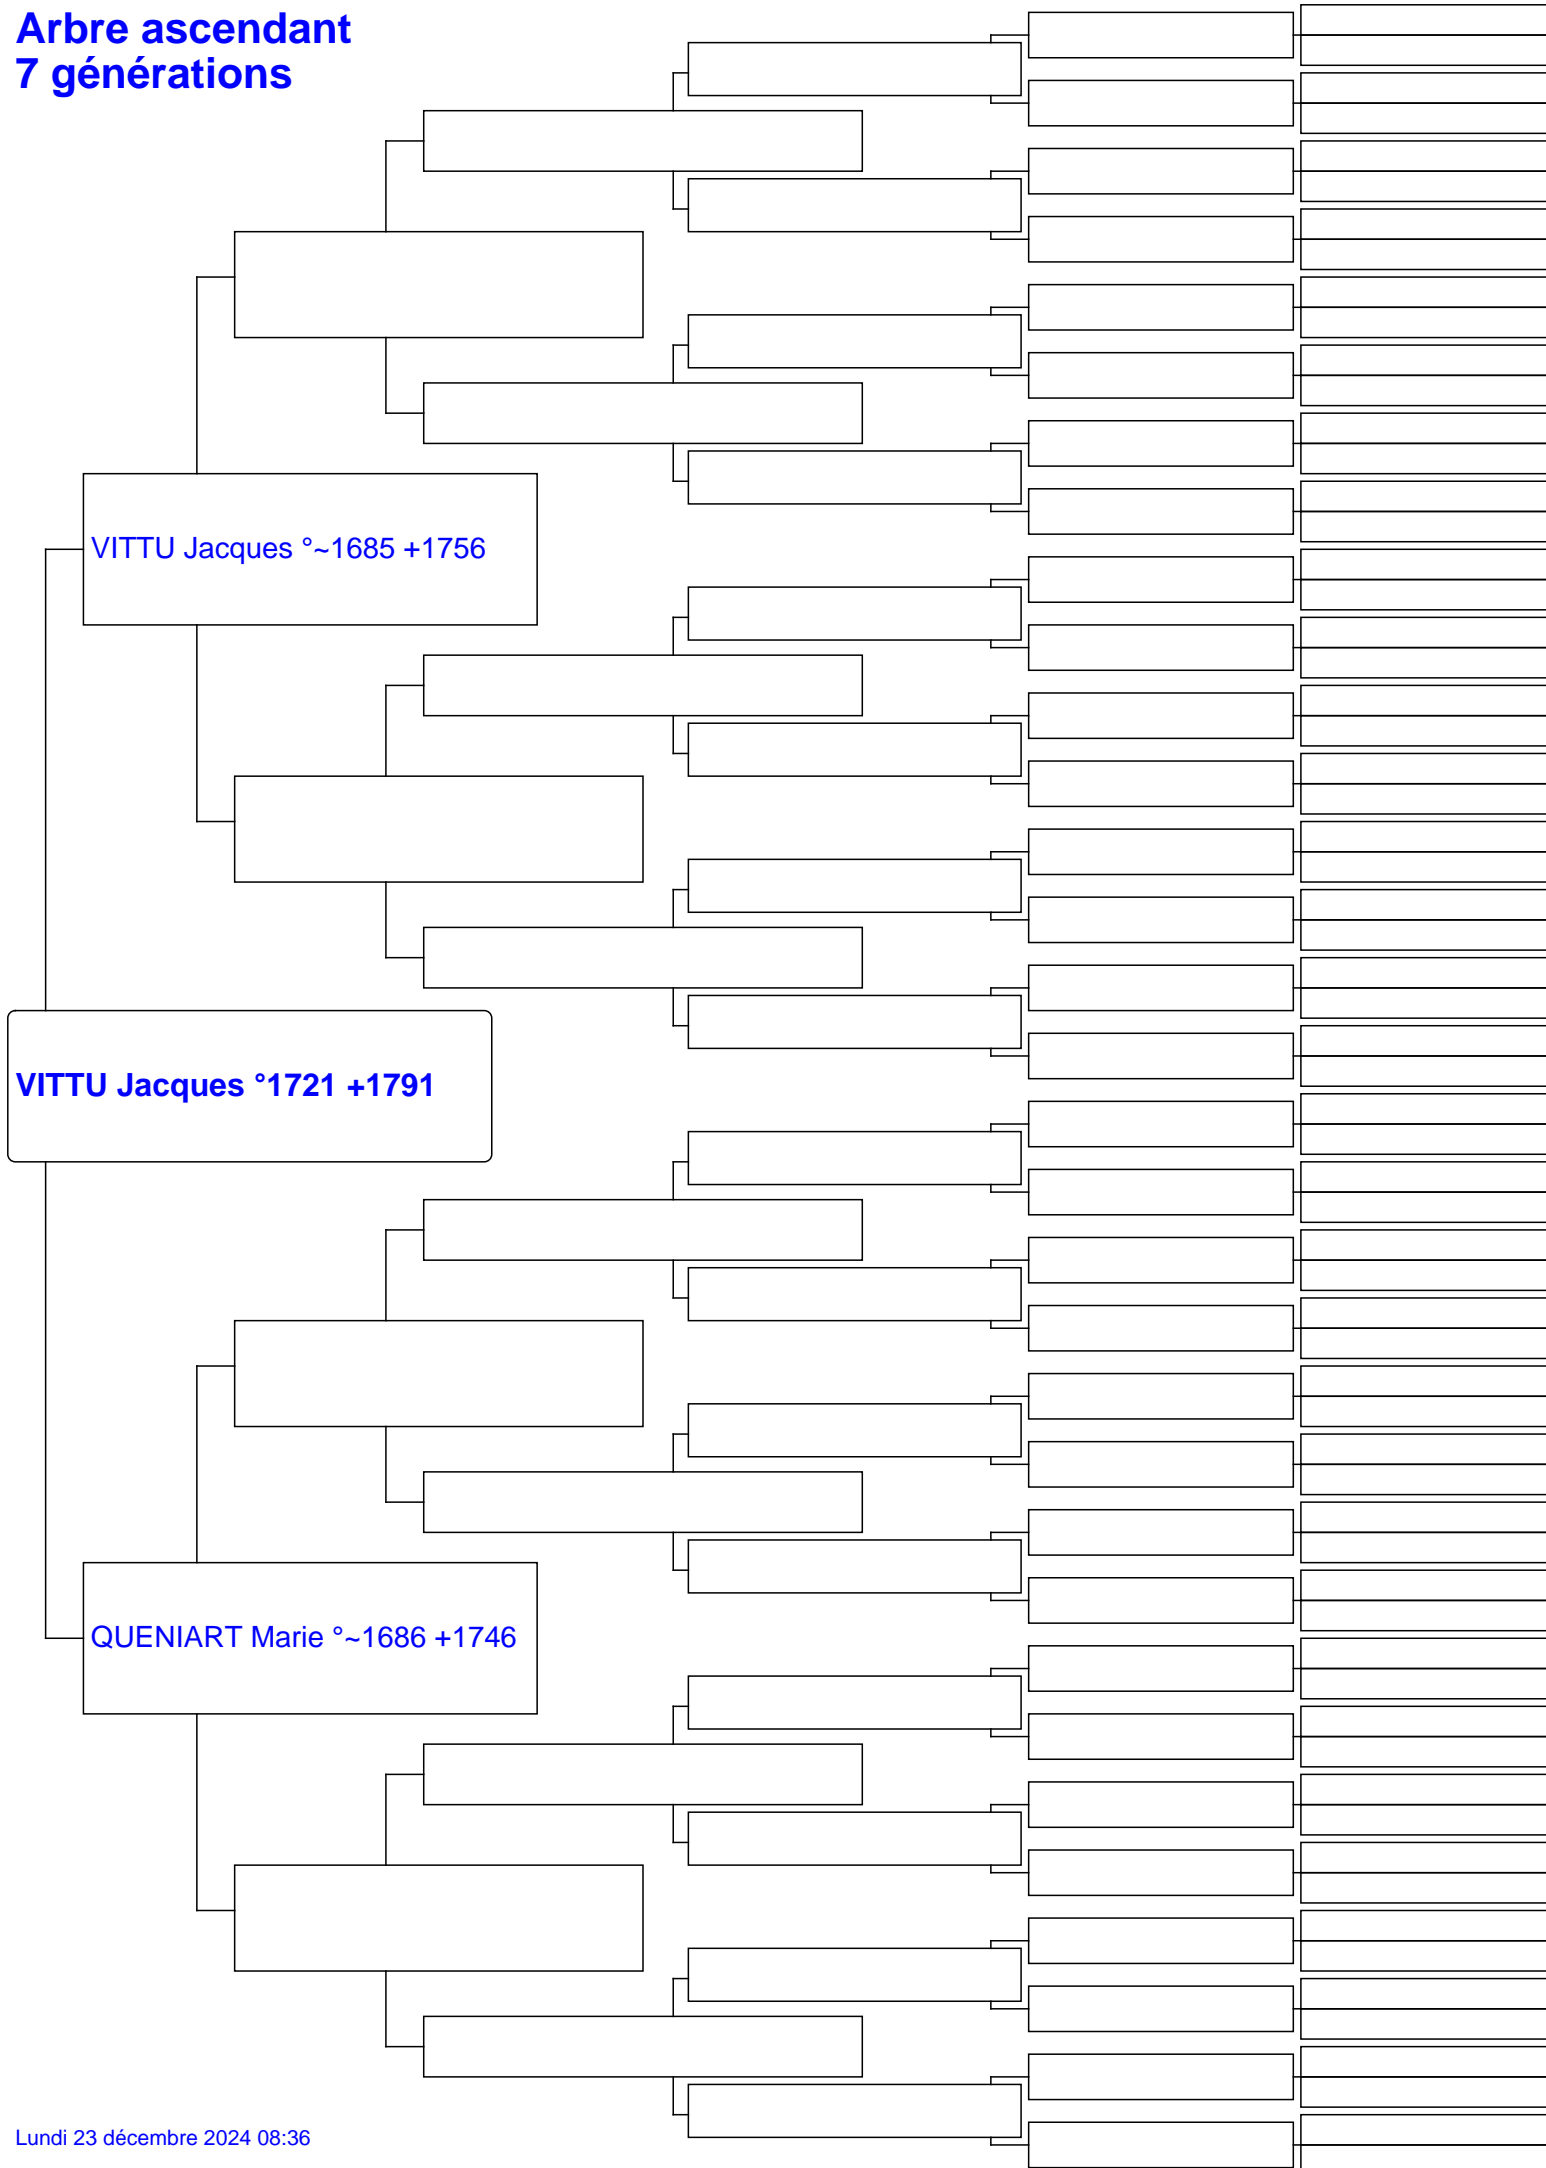 Arbre ascendant
7 générations
VITTU Jacques °~1685 +1756
VITTU Jacques °1721 +1791
QUENIART Marie °~1686 +1746
Lundi 23 décembre 2024 08:36